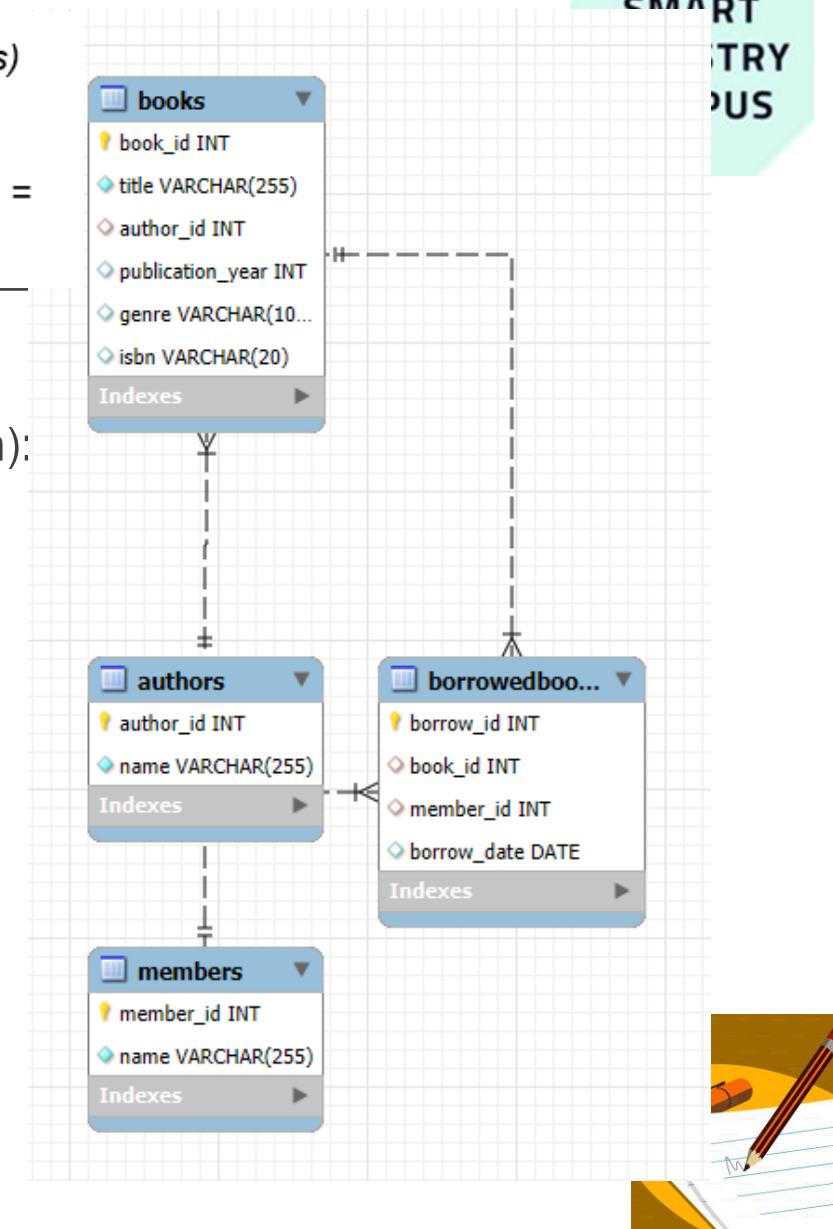 SMART
TRY
PUS
s)
=
n):
books
book_id INT
title VARCHAR(255)
author_id INT
publication_year INT
genre VARCHAR(10...
isbn VARCHAR(20)
Indexes
authors
author_id INT
name VARCHAR(255)
Indexes
borrowedboo...
borrow_id INT
book_id INT
member_id INT
borrow_date DATE
Indexes
members
member_id INT
name VARCHAR(255)
Indexes